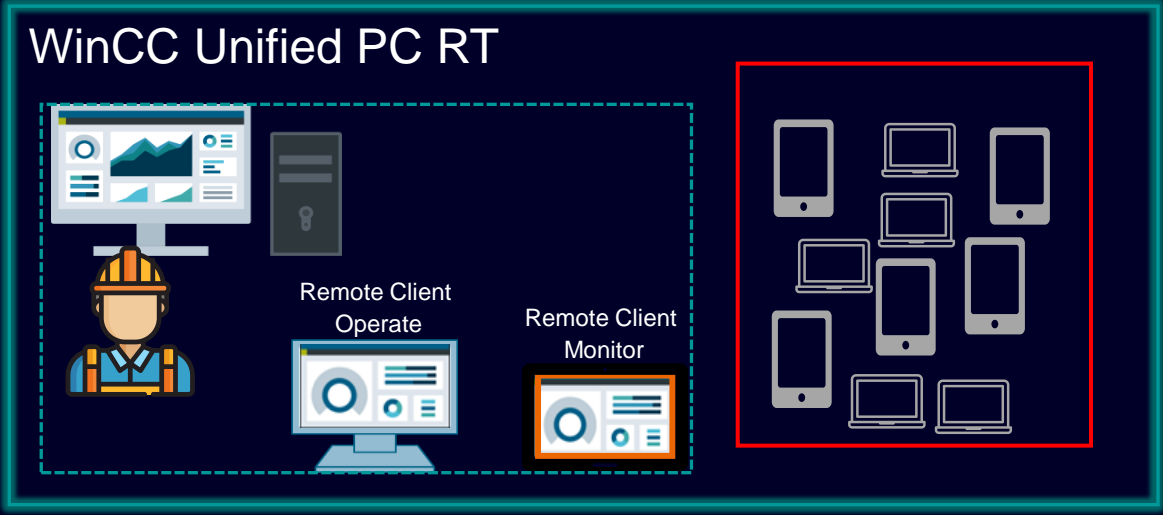 WinCC Unified PC RT
Remote Client
Operate
Remote Client
Monitor